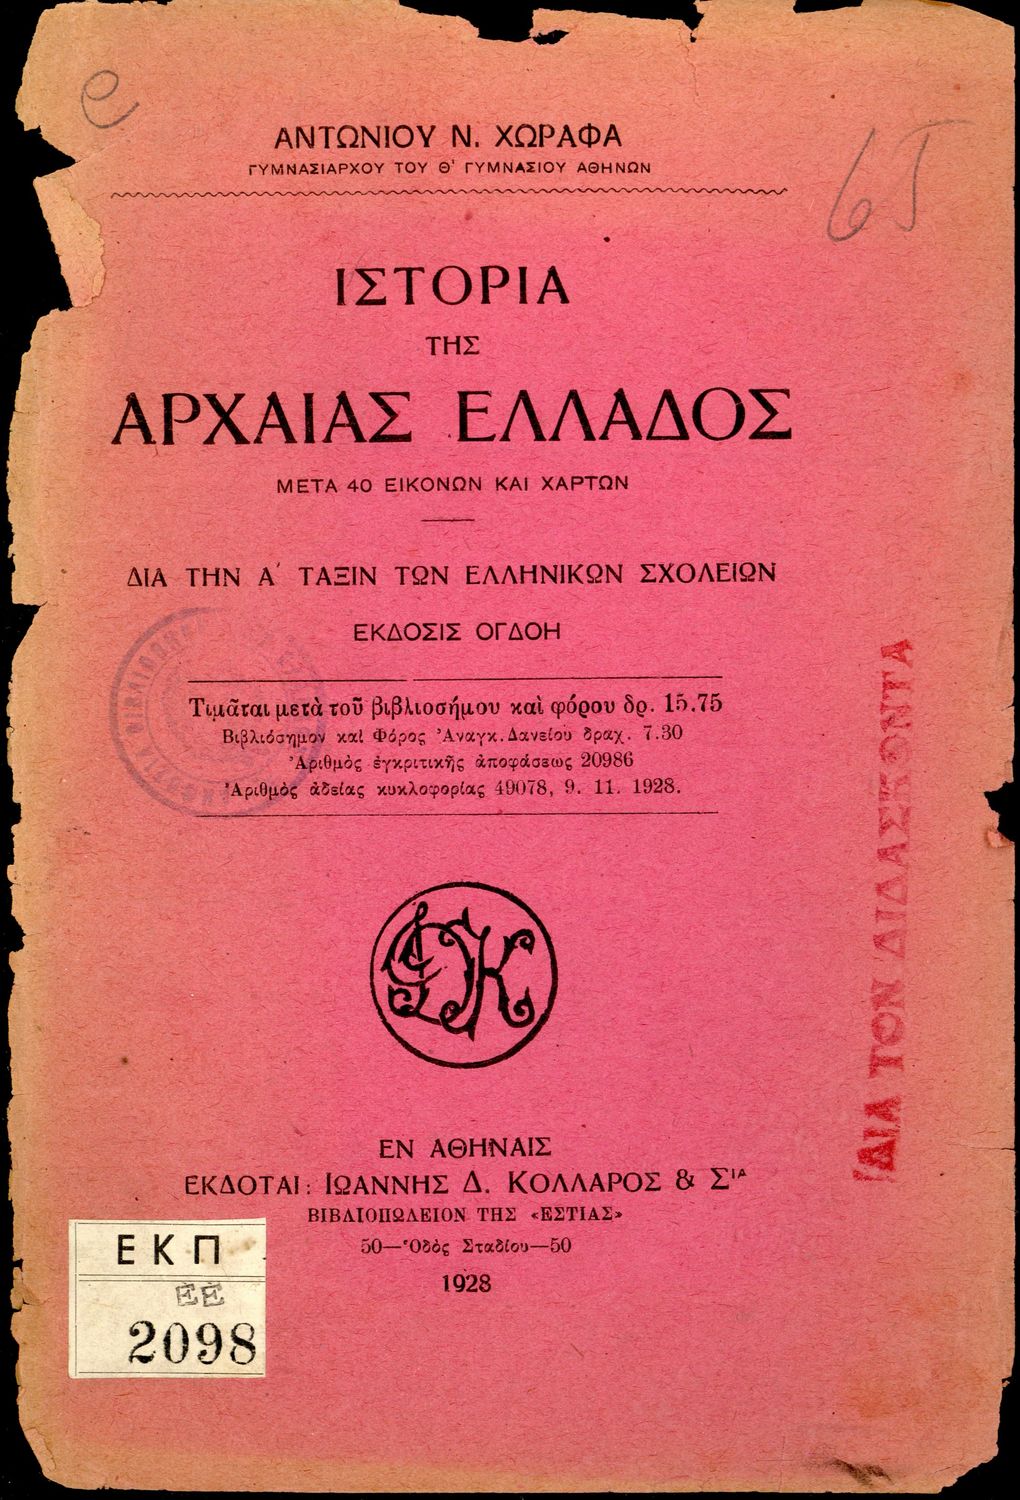 ΑΝΤΩΝΙΟΥ Ν. ΧΩΡΑΦΑ
ΓΥΜΝΑΣΙΑΡΧΟΥ ΤΟΥ Θ' ΓΥΜΝΑΣΙΟΥ ΑΘΗΝΩΝ
ΙΣΤΟΡΙΑ
ΤΗΣ
ΑΡΧΑΙΑΣ ΕΛΛΑΔΟΣ
ΜΕΤΑ 40 ΕΙΚΟΝΩΝ ΚΑΙ ΧΑΡΤΩΝ
ΔΙΑ ΤΗΝ Α' ΤΑΞΙΝ ΤΩΝ ΕΛΛΗΝΙΚΩΝ ΣΧΟΛΕΙΩΝ
ΕΚΔΟΣΙΣ ΟΓΔΟΗ
Τιμᾶται μετὰ τοῦ βιβλιοσήμου καὶ φόρου δρ. 15.75
Βιβλιόσημον καὶ Φόρος Ἀναγκ. Δανείου δραχ. 7.30
Ἀριθμὸς ἐγκριτικῆς ἀποφάσεως 20986
Ἀριθμὸς ἀδείας κυκλοφορίας 49078, 9. 11. 1928.
ΔΙΑ ΤΟΝ ΔΙΔΑΣΚΟΝΤΑ
ΕΝ ΑΘΗΝΑΙΣ
ΕΚΔΟΤΑΙ: ΙΩΑΝΝΗΣ Δ. ΚΟΛΛΑΡΟΣ & Σια
ΒΙΒΛΙΟΠΩΛΕΙΟΝ ΤΗΣ «ΕΣΤΙΑΣ»
50—Ὁδὸς Σταδίου—50
1928
ΕΚΠ
ΕΕ
2098